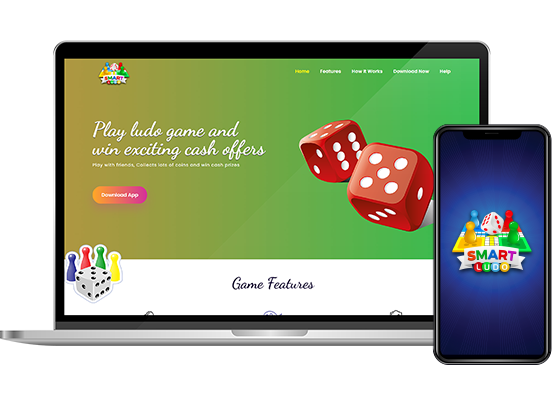 SMART
LUDO
Home Features How It Works Download Now Help
Play ludo game and
win exciting cash offers
Play with friends, Collects lots of coins and win cash prizes
Download App
Game Features
SMART
LUDO